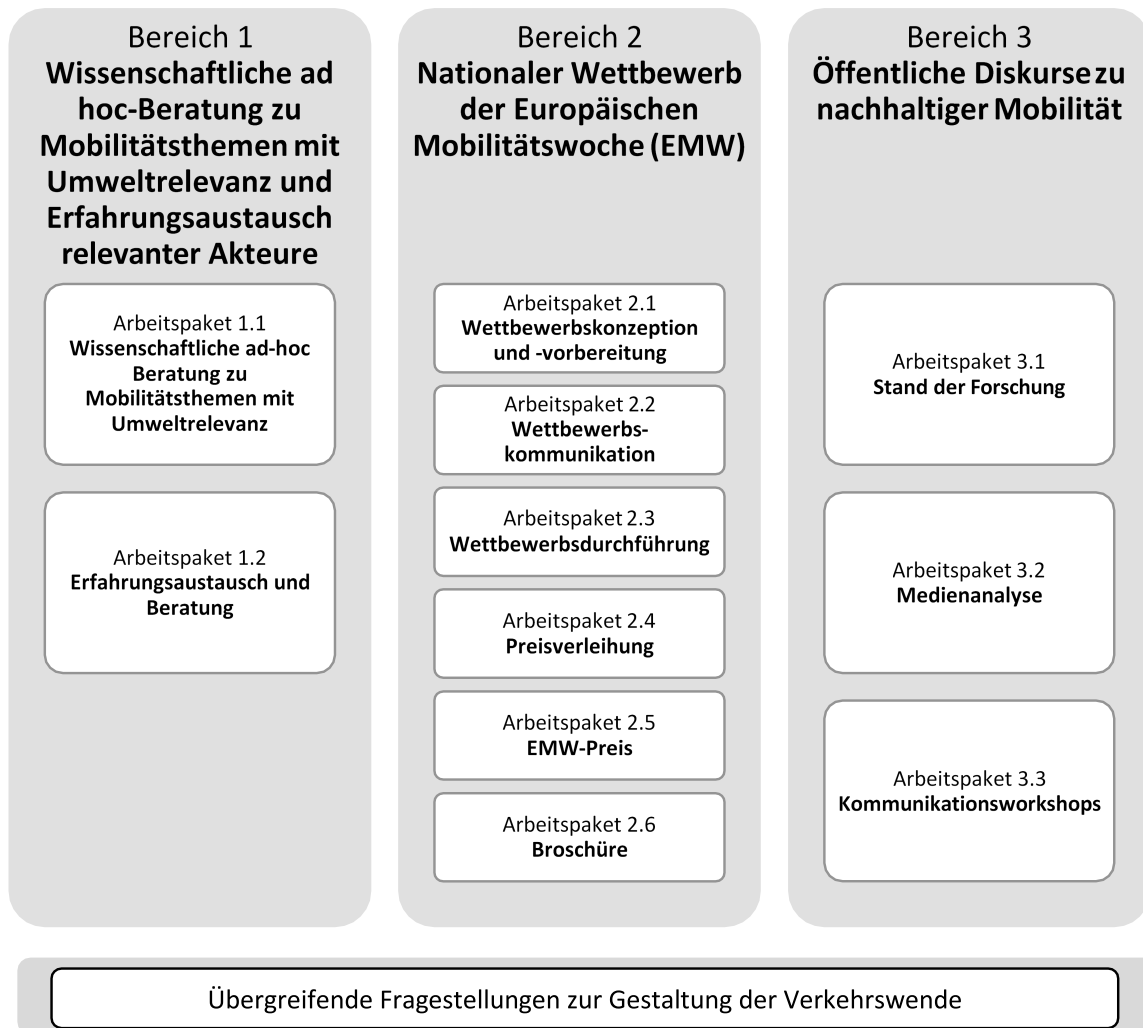 Bereich 1
Wissenschaftliche ad
hoc-Beratung zu
Mobilitätsthemen mit
Umweltrelevanz und
Erfahrungsaustausch
relevanter Akteure
Arbeitspaket 1.1
Wissenschaftliche ad-hoc
Beratung zu
Mobilitätsthemen mit
Umweltrelevanz
Arbeitspaket 1.2
Erfahrungsaustausch und
Beratung
Bereich 2
Nationaler Wettbewerb
der Europäischen
Mobilitätswoche (EMW)
Arbeitspaket 2.1
Wettbewerbskonzeption
und -vorbereitung
Arbeitspaket 2.2
Wettbewerbs-
kommunikation
Arbeitspaket 2.3
Wettbewerbsdurchführung
Arbeitspaket 2.4
Preisverleihung
Arbeitspaket 2.5
EMW-Preis
Arbeitspaket 2.6
Broschüre
Bereich 3
Öffentliche Diskurse zu
nachhaltiger Mobilität
Arbeitspaket 3.1
Stand der Forschung
Arbeitspaket 3.2
Medienanalyse
Arbeitspaket 3.3
Kommunikationsworkshops
Übergreifende Fragestellungen zur Gestaltung der Verkehrswende